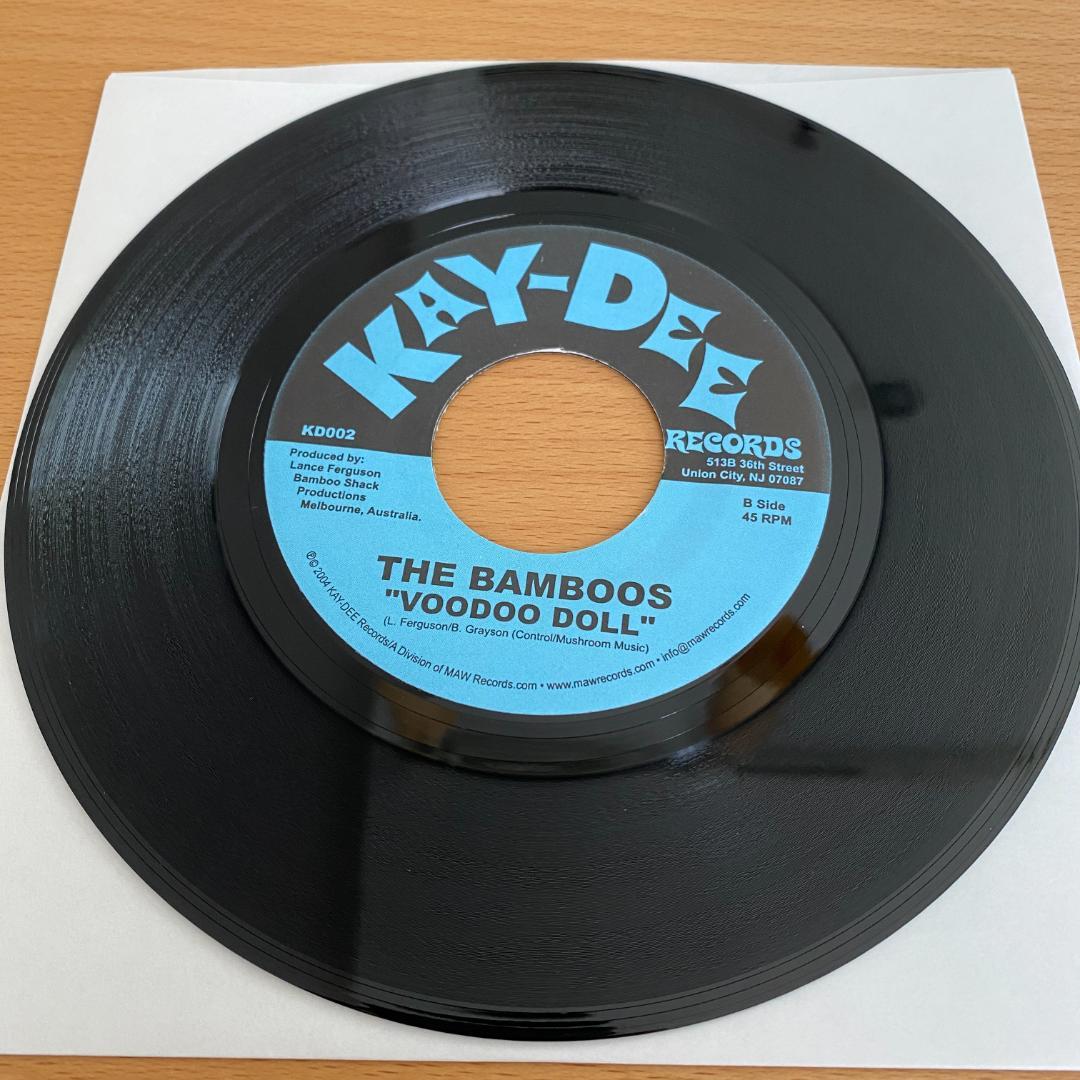 KAY-DEE
RECORDS
513B 36th Street
Union City, NJ 07087
KD002
Produced by:
Lance Ferguson
Bamboo Shack
Productions
Melbourne, Australia.
B Side
45 RPM
THE BAMBOOS
"VOODOO DOLL"
(L. Ferguson/B. Grayson (Control/Mushroom Music)
℗© 2004 KAY-DEE Records/A Division of MAW Records.com • www.mawrecords.com • info@mawrecords.com